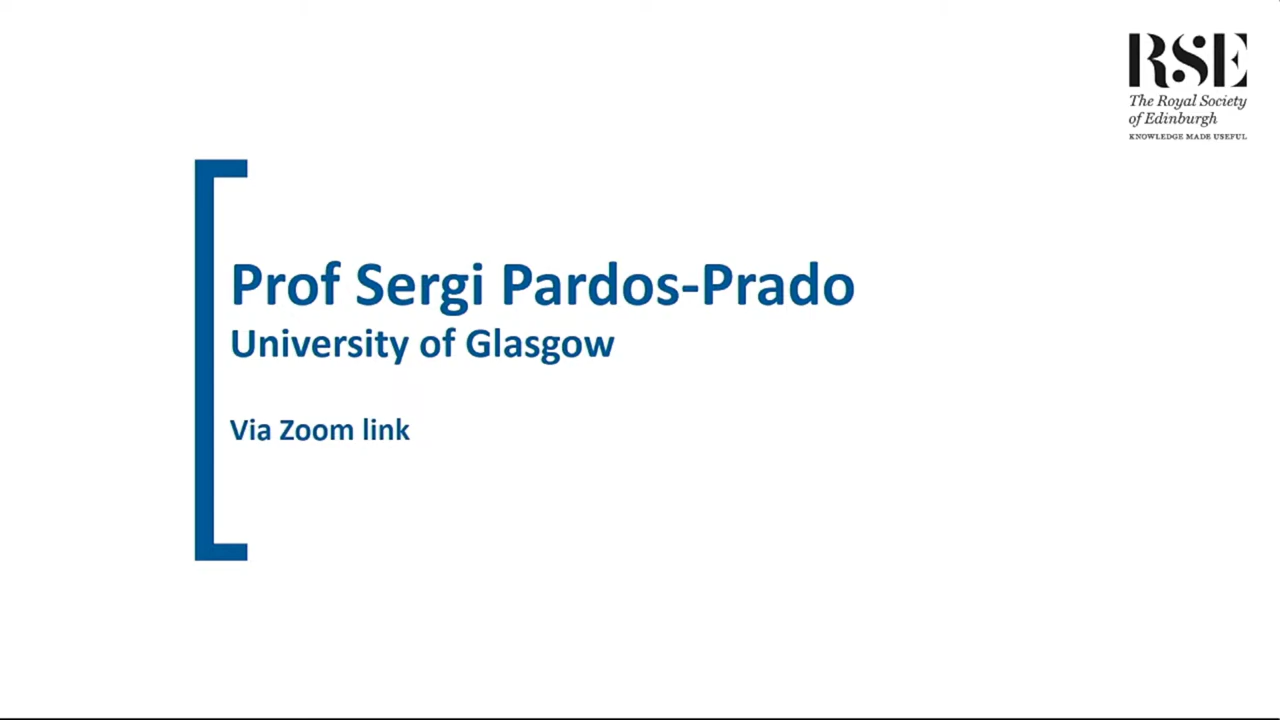 RSE
The Royal Society
of Edinburgh
KNOWLEDGE MADE USEFUL
Prof Sergi Pardos-Prado
University of Glasgow
Via Zoom link